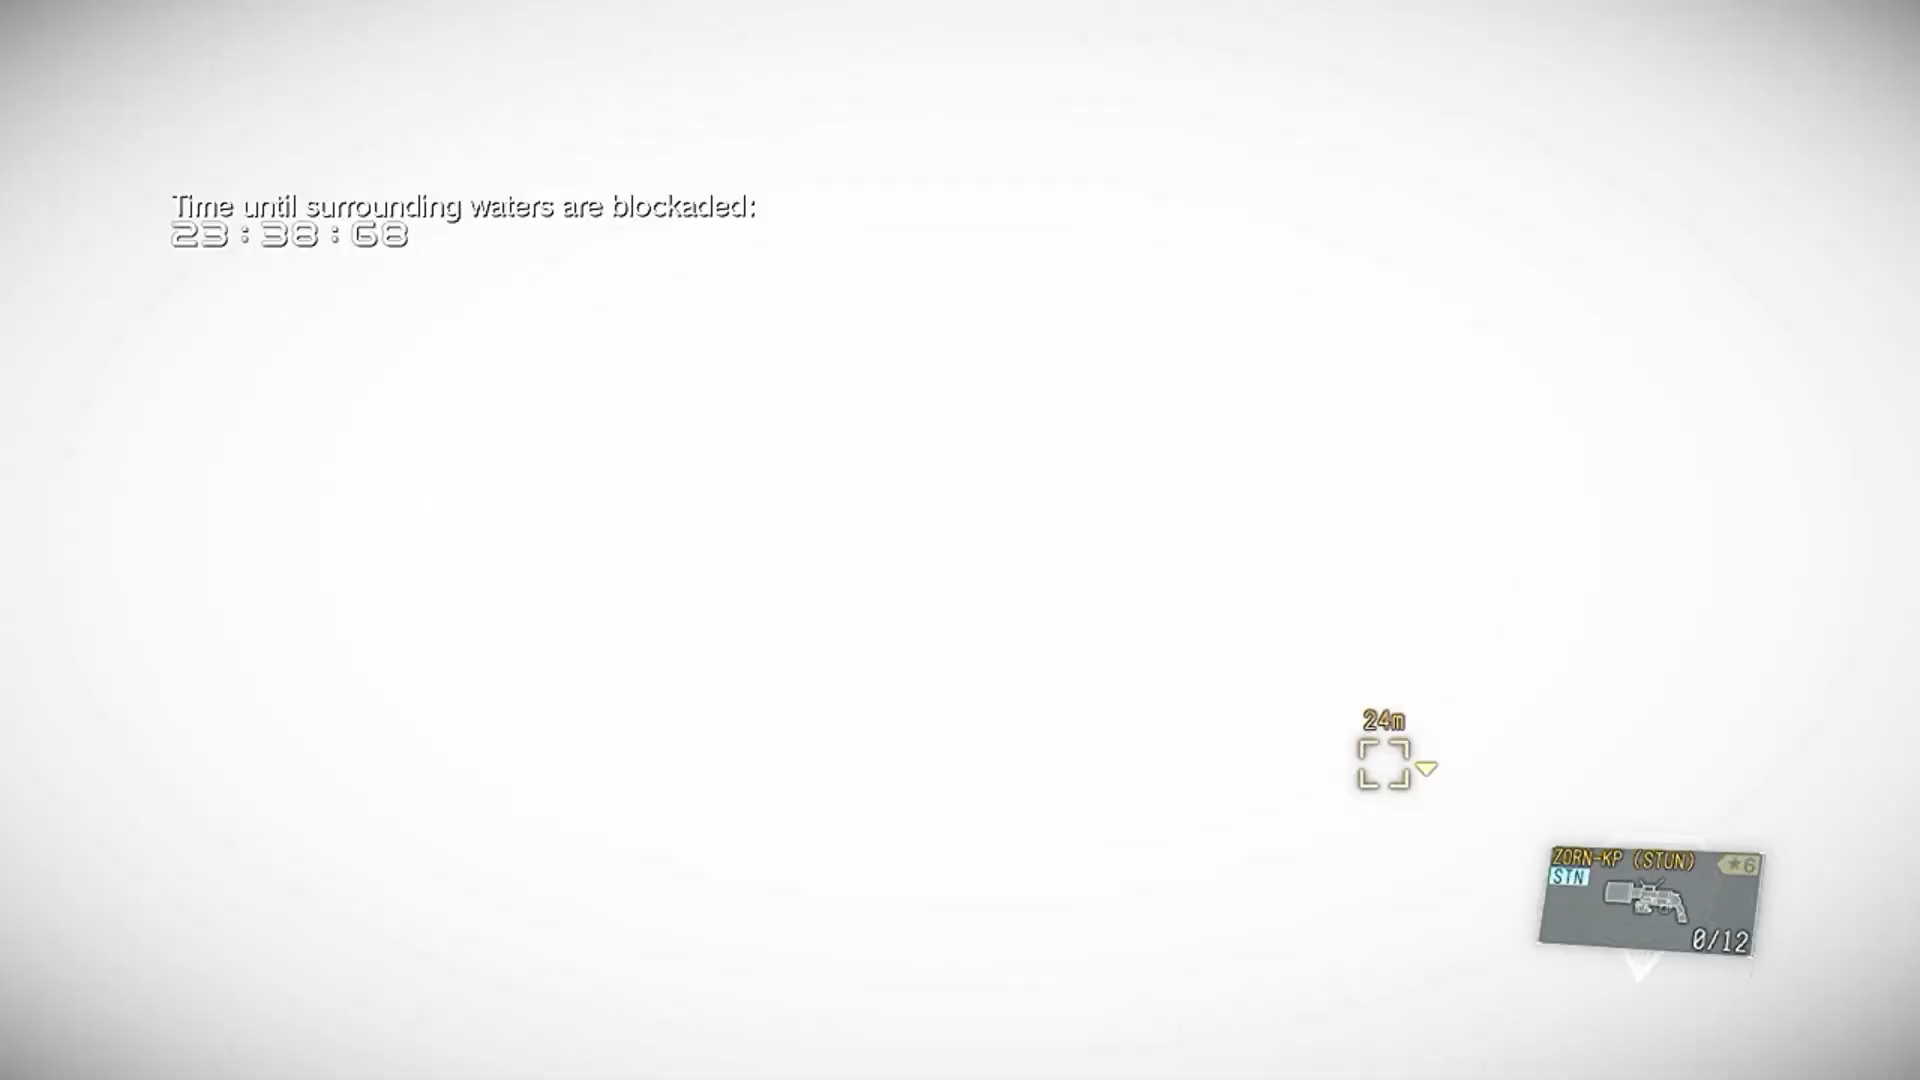 Time until surrounding waters are blockaded:
23:38:68
24m
ZORN-KP (STUN) ★6
STN
0/12